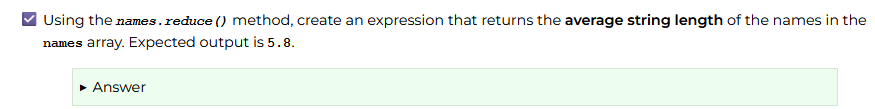 Using the names.reduce() method, create an expression that returns the average string length of the names in the
names array. Expected output is 5.8.
Answer